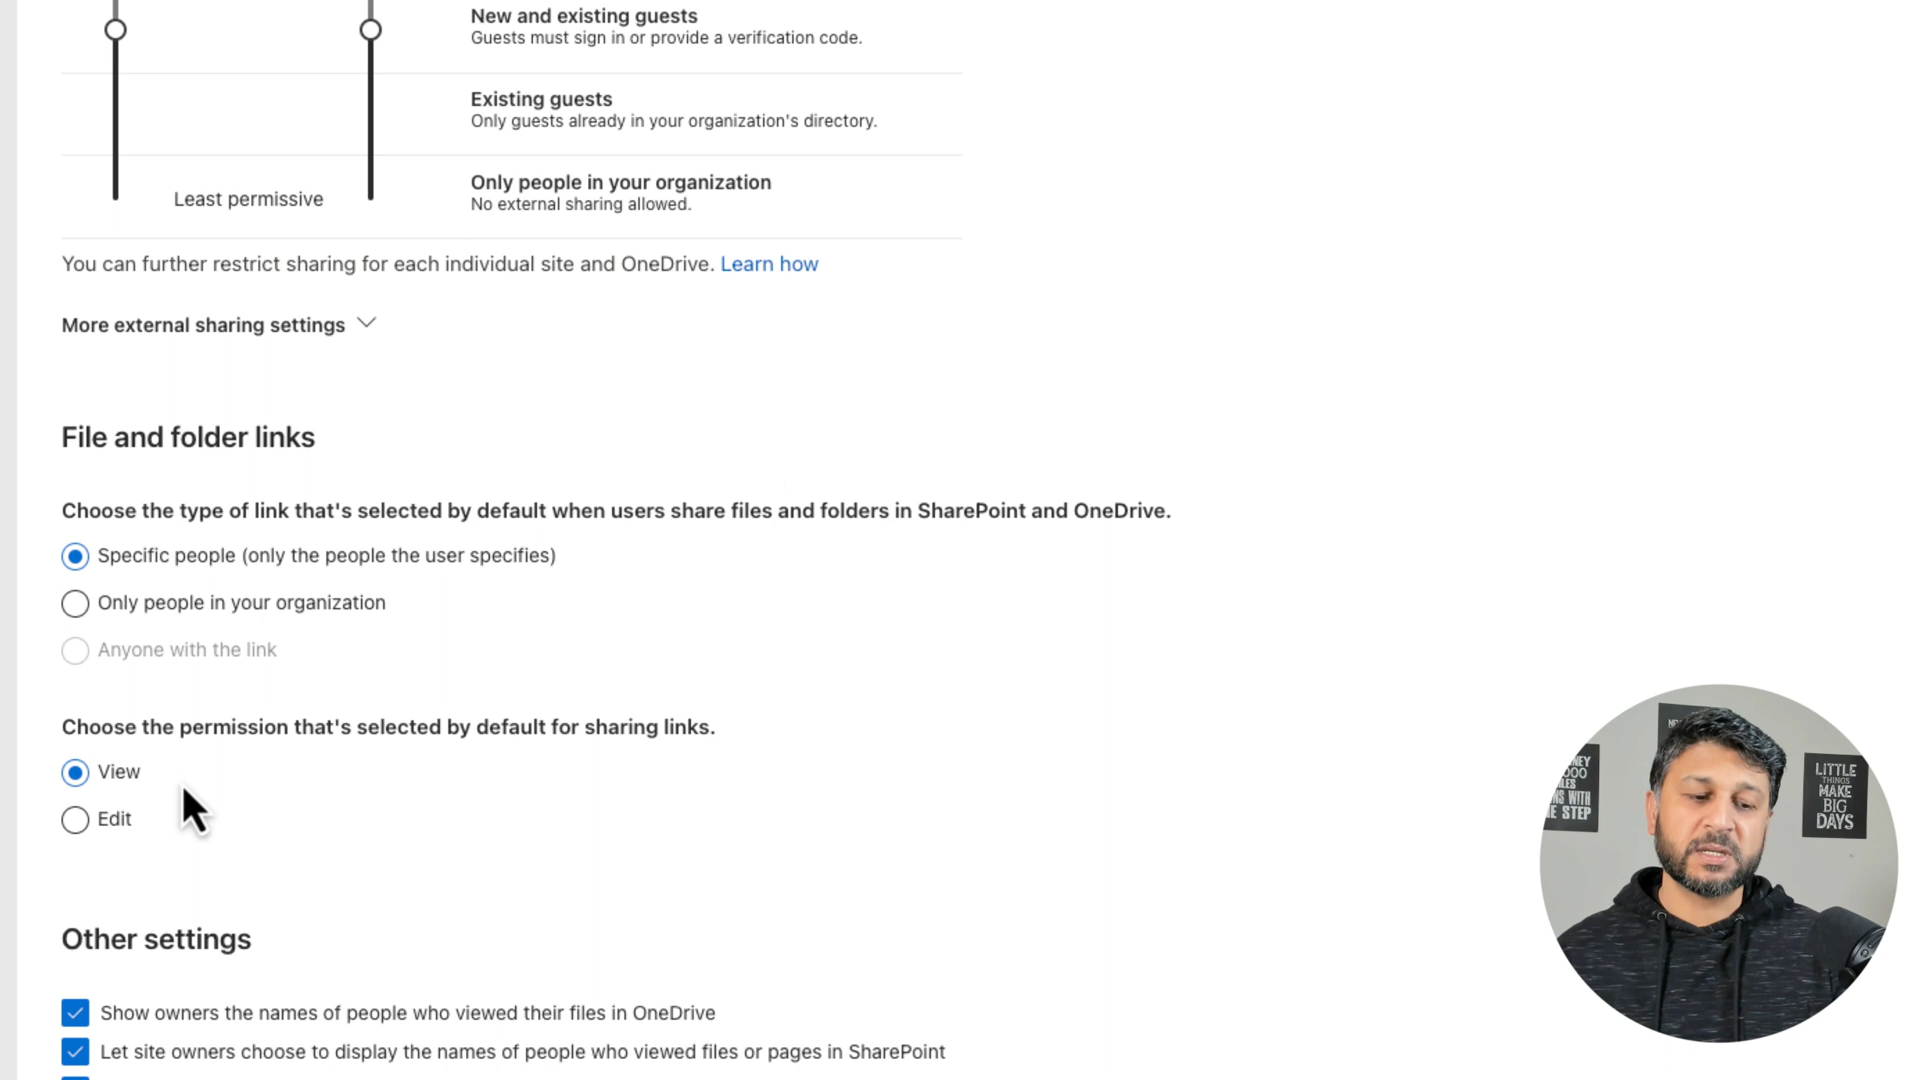 New and existing guests
Guests must sign in or provide a verification code.
Existing guests
Only guests already in your organization's directory.
Only people in your organization
No external sharing allowed.
Least permissive
You can further restrict sharing for each individual site and OneDrive. Learn how
More external sharing settings
File and folder links
Choose the type of link that's selected by default when users share files and folders in SharePoint and OneDrive.
Specific people (only the people the user specifies)
Only people in your organization
Anyone with the link
Choose the permission that's selected by default for sharing links.
View
Edit
Other settings
Show owners the names of people who viewed their files in OneDrive
Let site owners choose to display the names of people who viewed files or pages in SharePoint
WITH
STEP
LITTLE
THINGS
MAKE
BIG
DAYS